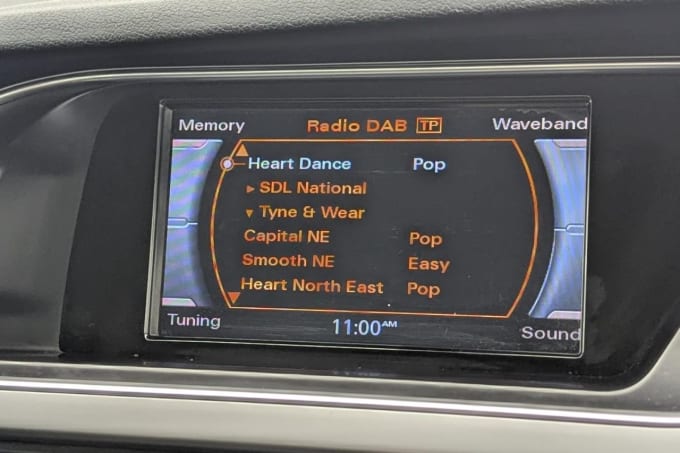 Memory Radio DAB TP Waveband
Heart Dance Pop
SDL National
Tyne & Wear
Capital NE Pop
Smooth NE Easy
Heart North East Pop
Tuning 11:00AM Sound